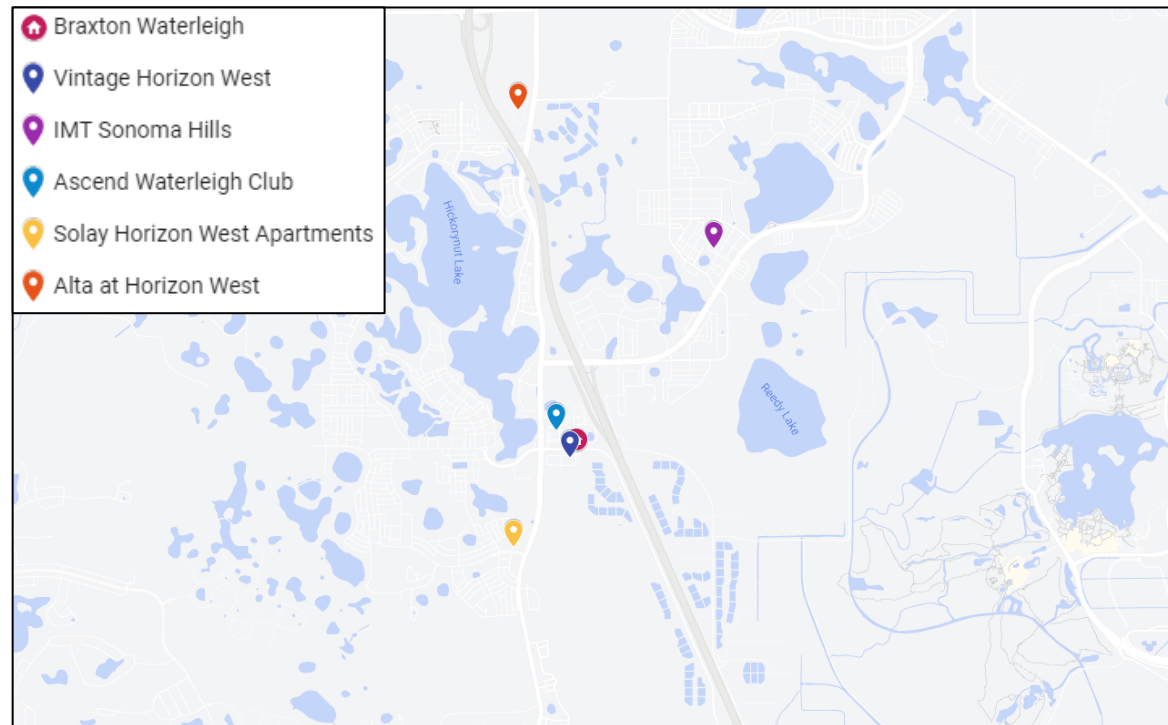 Braxton Waterleigh
Vintage Horizon West
IMT Sonoma Hills
Ascend Waterleigh Club
Solay Horizon West Apartments
Alta at Horizon West
Hickorynut Lake
Reedy Lake